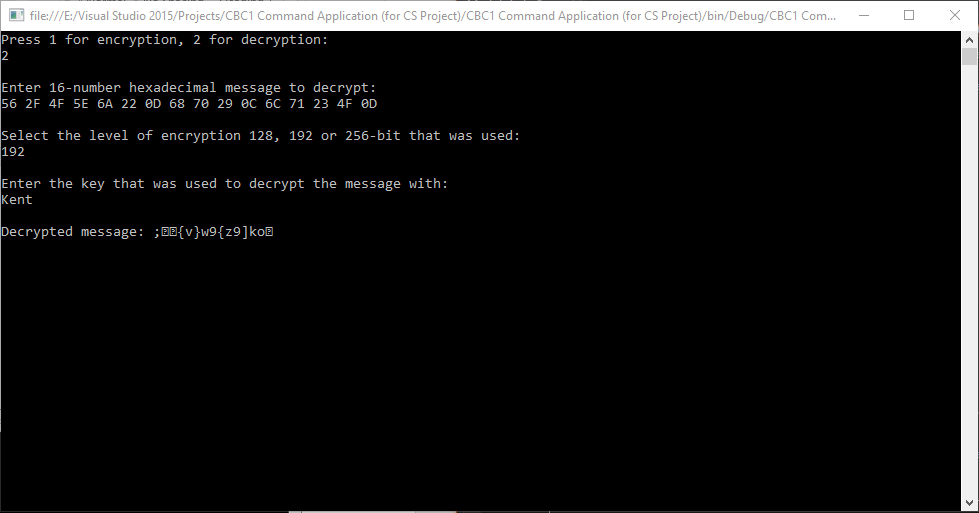 file:///E:/Visual Studio 2015/Projects/CBC1 Command Application (for CS Project)/CBC1 Command Application (for CS Project)/bin/Debug/CBC1 Com...
Press 1 for encryption, 2 for decryption:
2
Enter 16-number hexadecimal message to decrypt:
56 2F 4F 5E 6A 22 0D 68 70 29 0C 6C 71 23 4F 0D
Select the level of encryption 128, 192 or 256-bit that was used:
192
Enter the key that was used to decrypt the message with:
Kent
Decrypted message: ;⍰⍰{v}w9{z9]ko⍰